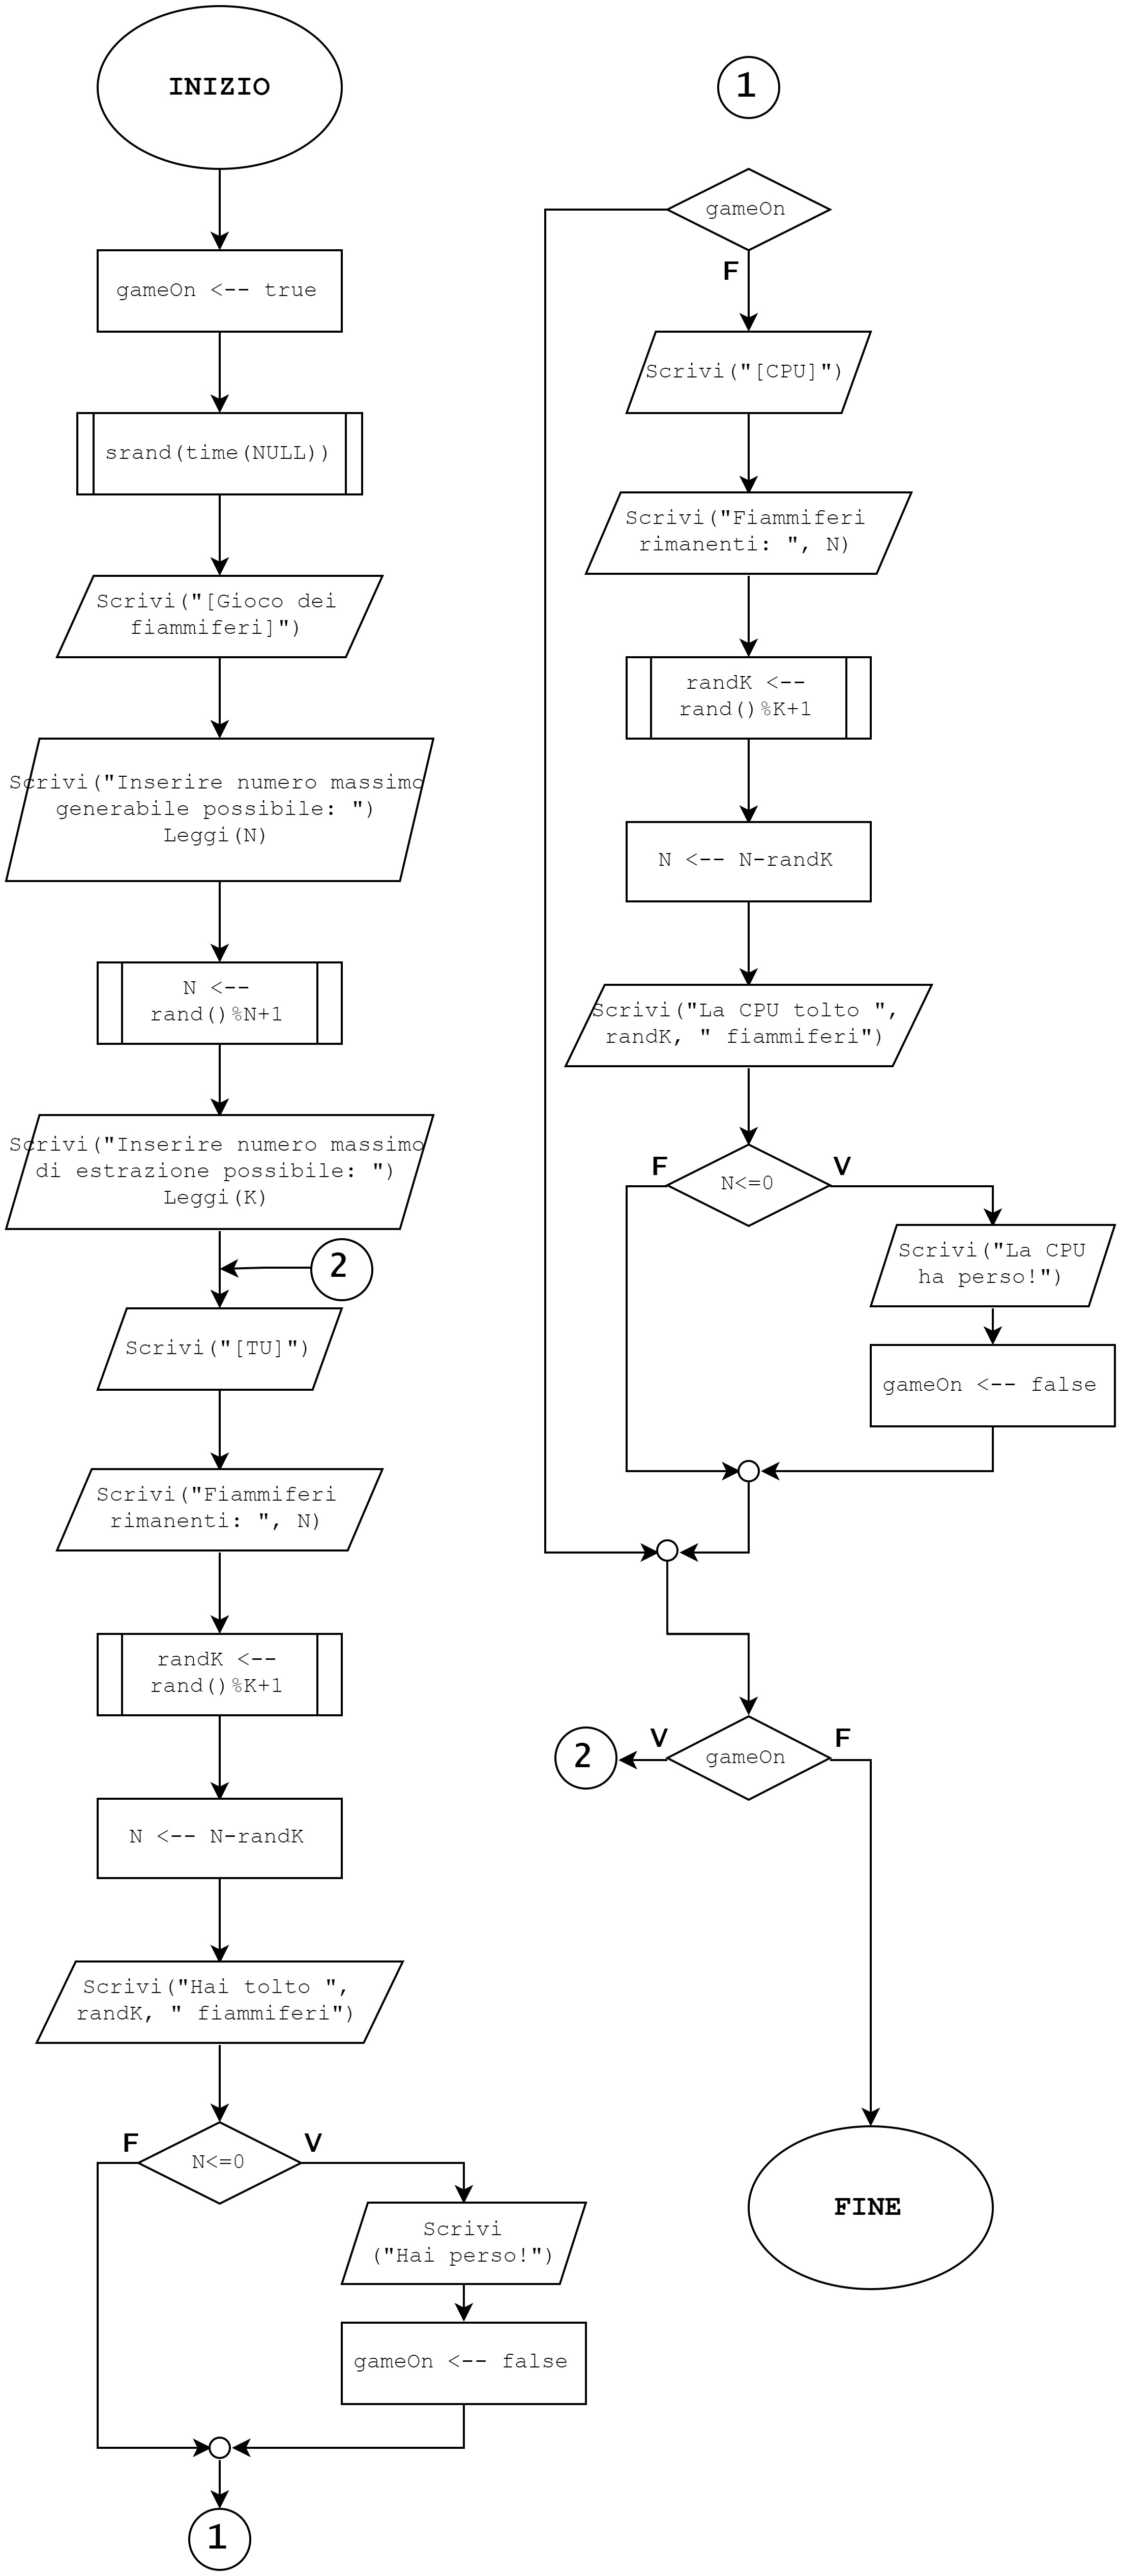 INIZIO
gameOn <-- true
srand(time(NULL))
Scrivi("[Gioco dei
fiammiferi]")
Scrivi("Inserire numero massimo
generabile possibile: ")
Leggi(N)
N <--
rand()%N+1
Scrivi("Inserire numero massimo
di estrazione possibile: ")
Leggi(K)
2
Scrivi("[TU]")
Scrivi("Fiammiferi
rimanenti: ", N)
randK <--
rand()%K+1
N <-- N-randK
Scrivi("Hai tolto ",
randK, " fiammiferi")
F
V
N<=0
Scrivi
("Hai perso!")
gameOn <-- false
1
1
gameOn
F
Scrivi("[CPU]")
Scrivi("Fiammiferi
rimanenti: ", N)
randK <--
rand()%K+1
N <-- N-randK
Scrivi("La CPU tolto ",
randK, " fiammiferi")
F
V
N<=0
Scrivi("La CPU
ha perso!")
gameOn <-- false
V
F
2
gameOn
FINE